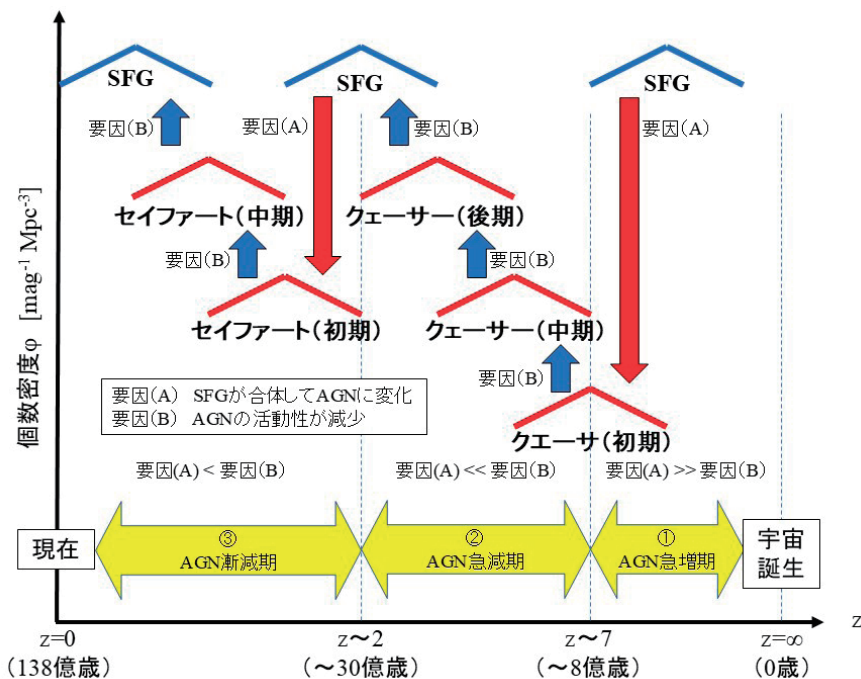 SFG
SFG
SFG
要因(B)
要因(A)
要因(B)
要因(A)
セイファート(中期)
クェーサー(後期)
要因(B)
要因(B)
セイファート(初期)
クェーサー(中期)
要因(B)
クエーサ(初期)
個数密度φ [mag⁻¹ Mpc⁻³]
要因(A) SFGが合体してAGNに変化
要因(B) AGNの活動性が減少
要因(A) < 要因(B)
要因(A) << 要因(B)
要因(A) >> 要因(B)
現在
③
AGN漸減期
②
AGN急減期
①
AGN急増期
宇宙
誕生
z
z=0
(138億歳)
z～2
(～30億歳)
z～7
(～8億歳)
z=∞
(0歳)